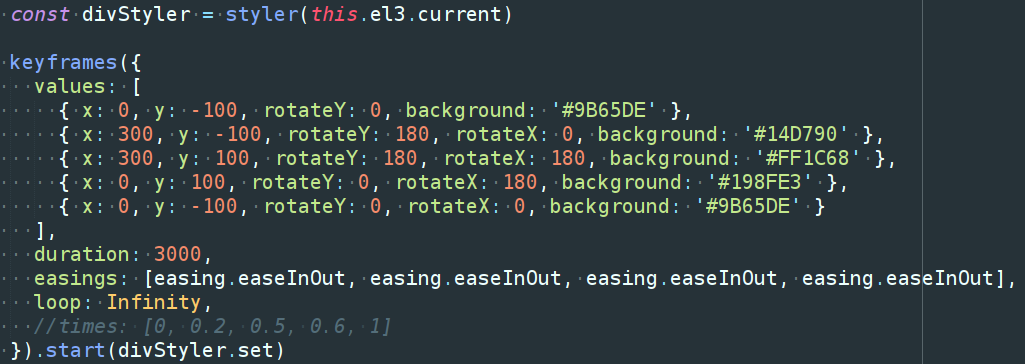 const divStyler = styler(this.el3.current)
keyframes({
values: [
{ x: 0, y: -100, rotateY: 0, background: '#9B65DE' },
{ x: 300, y: -100, rotateY: 180, rotateX: 0, background: '#14D790' },
{ x: 300, y: 100, rotateY: 180, rotateX: 180, background: '#FF1C68' },
{ x: 0, y: 100, rotateY: 0, rotateX: 180, background: '#198FE3' },
{ x: 0, y: -100, rotateY: 0, rotateX: 0, background: '#9B65DE' }
],
duration: 3000,
easings: [easing.easeInOut, easing.easeInOut, easing.easeInOut, easing.easeInOut],
loop: Infinity,
//times: [0, 0.2, 0.5, 0.6, 1]
}).start(divStyler.set)